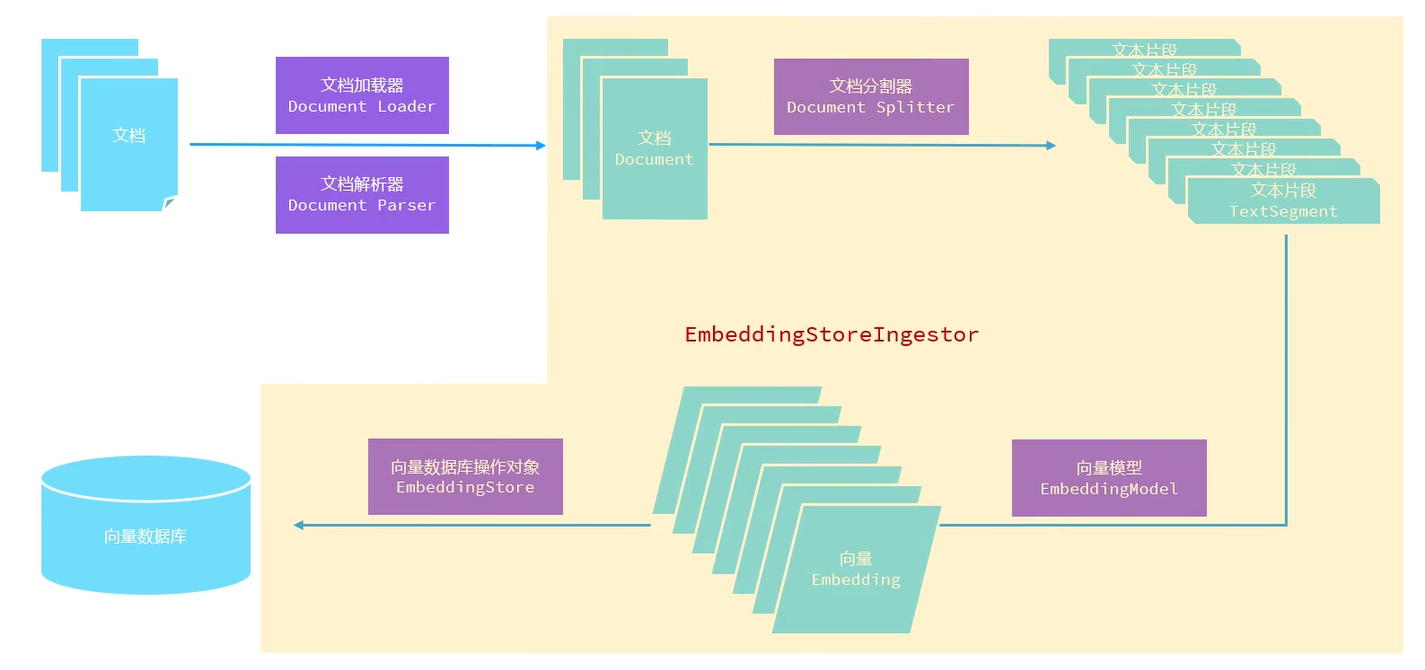 文档
文档加载器
Document Loader
文档解析器
Document Parser
文档
Document
文档分割器
Document Splitter
文本片段
文本片段
文本片段
文本片段
文本片段
文本片段
文本片段
文本片段
TextSegment
EmbeddingStoreIngestor
向量数据库
向量数据库操作对象
EmbeddingStore
向量
Embedding
向量模型
EmbeddingModel